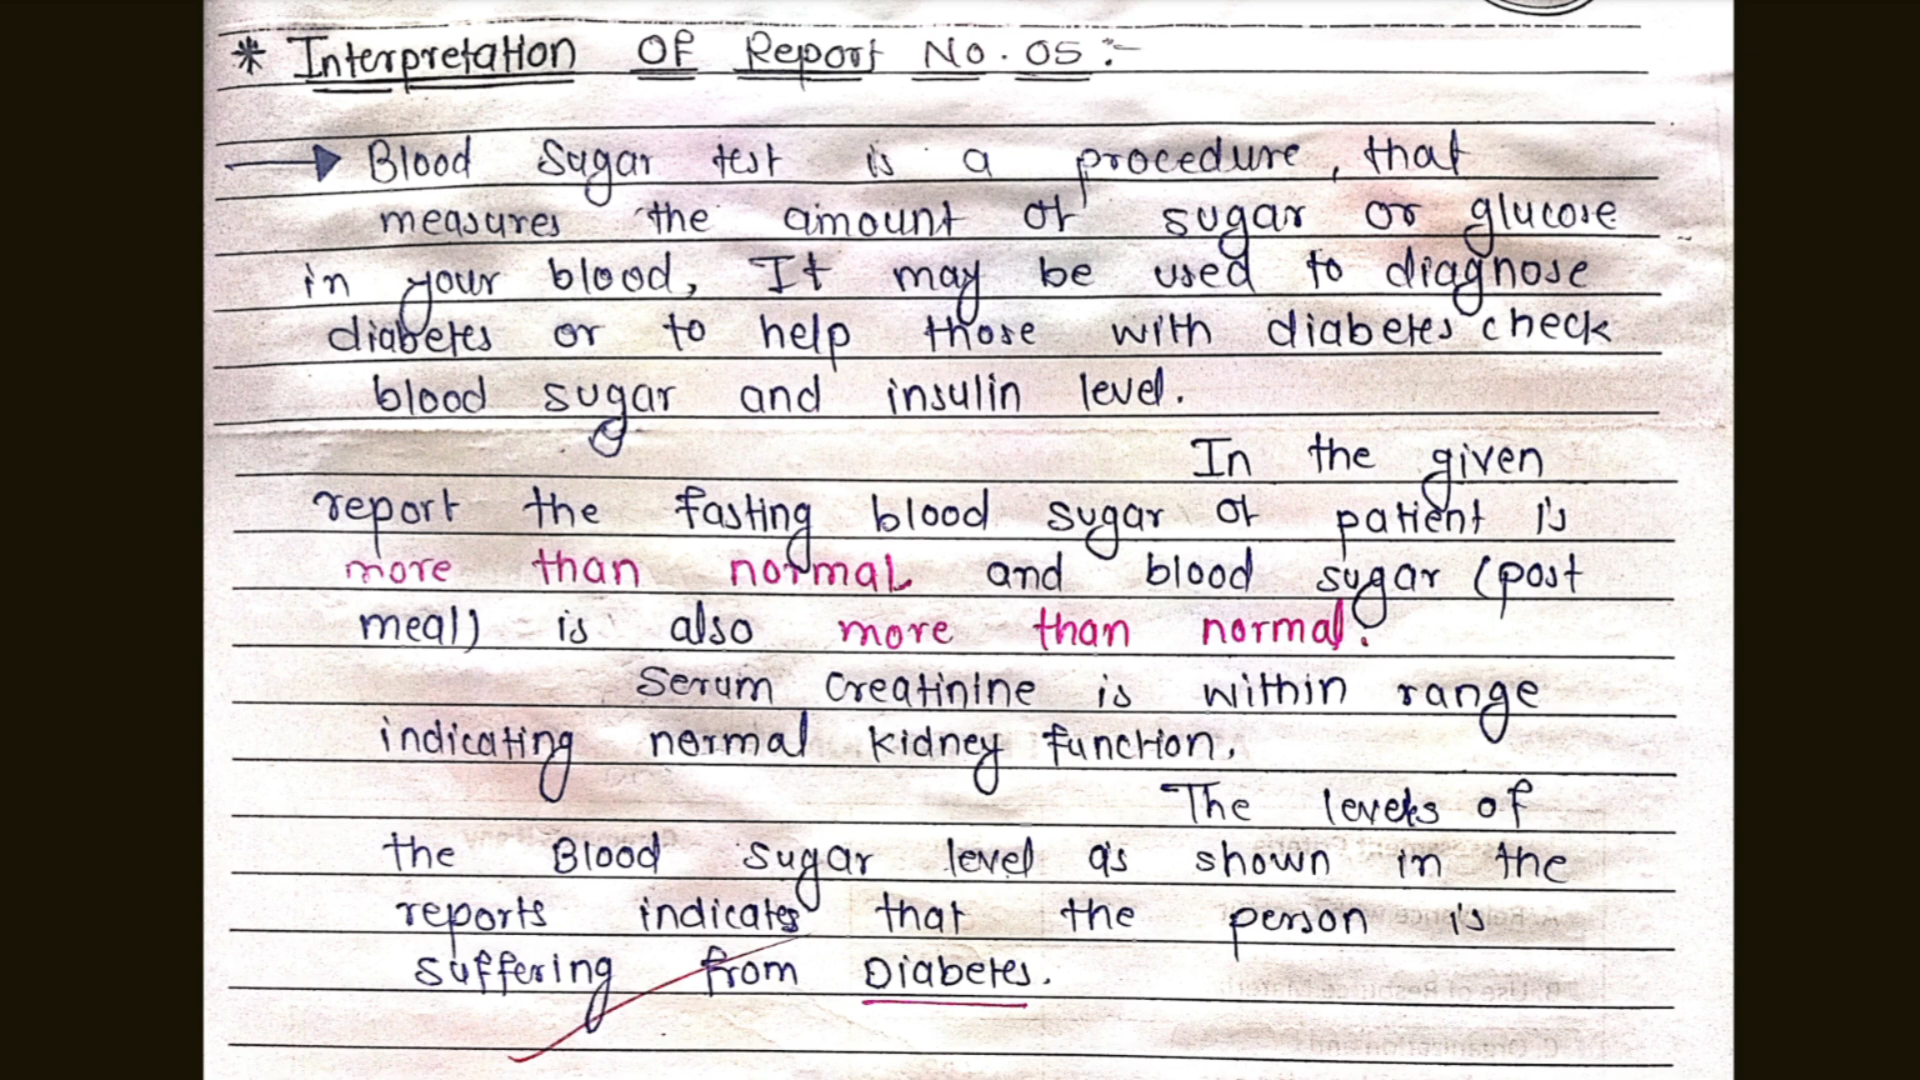 * Interpretation Of Report No. 05 :-
Blood Sugar test is a procedure, that
measures the amount of sugar or glucose
in your blood, It may be used to diagnose
diabetes or to help those with diabetes check
blood sugar and insulin level.
In the given
report the fasting blood sugar of patient is
more than normal and blood sugar (post
meal) is also more than normal.
Serum Creatinine is within range
indicating normal kidney function.
The levels of
the Blood sugar level as shown in the
reports indicates that the person is
suffering from Diabetes.